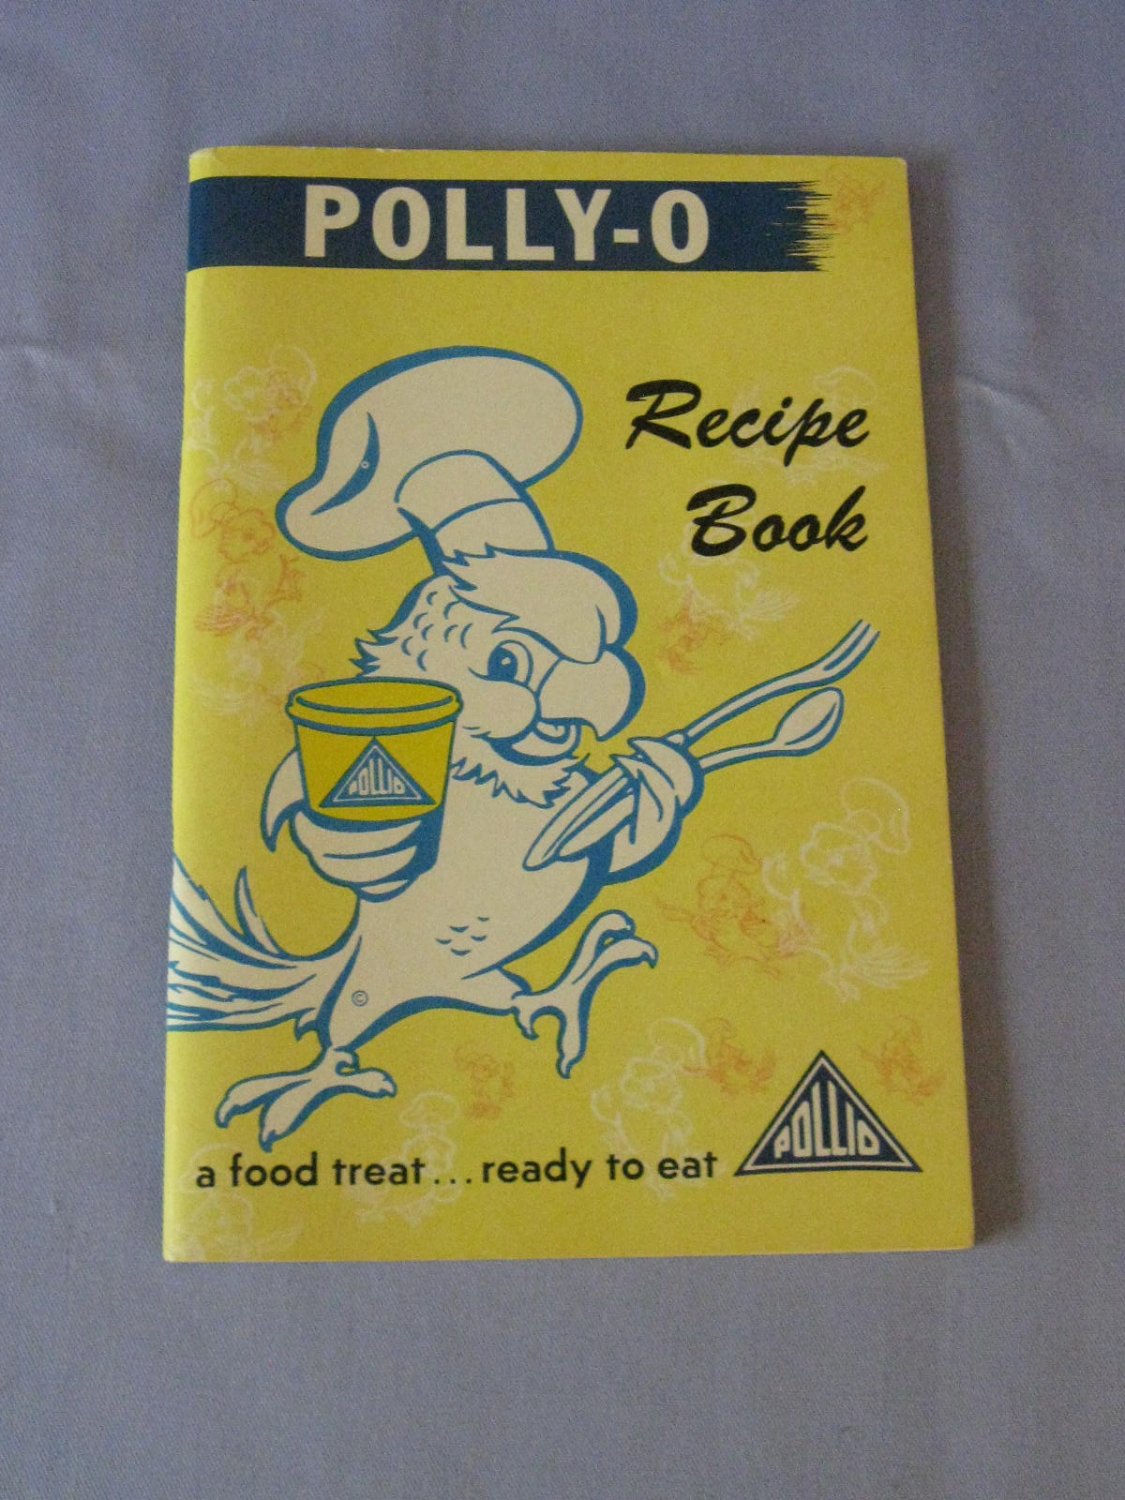 POLLY-O
Recipe
Book
POLLIO
©
a food treat... ready to eat
POLLIO